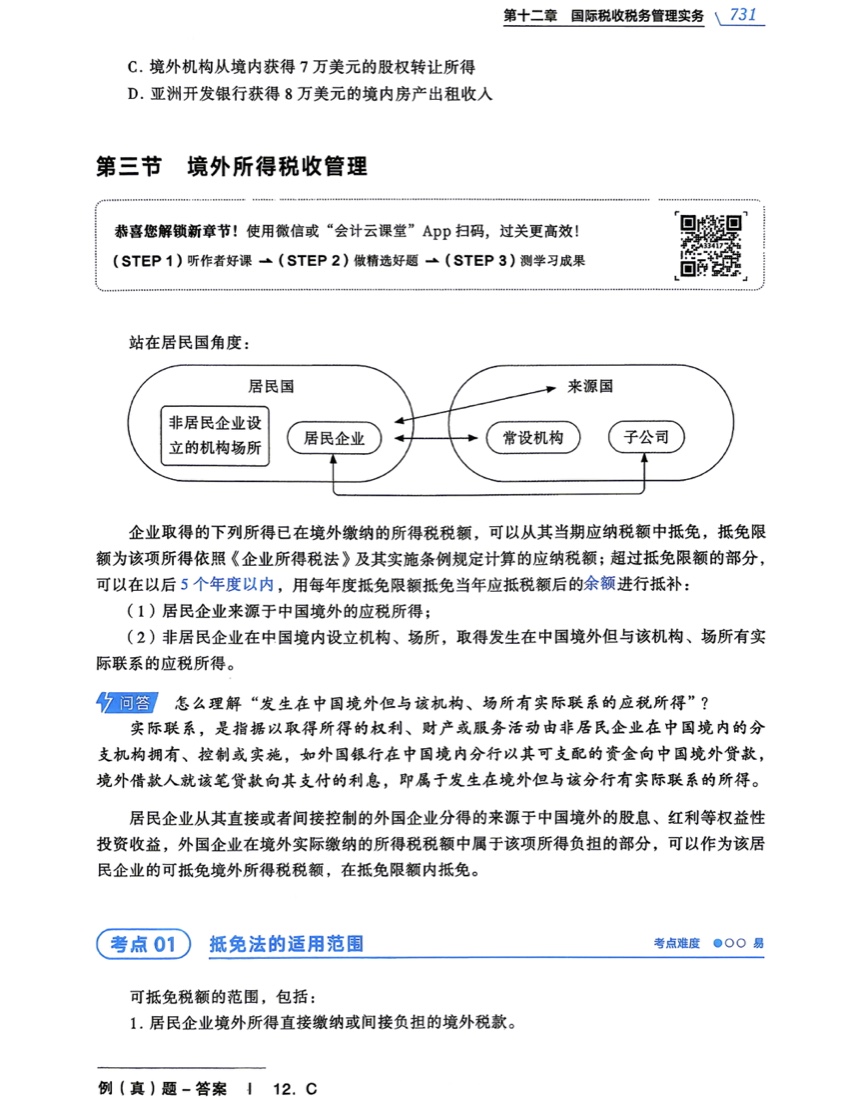 第十二章 国际税收税务管理实务 731
C. 境外机构从境内获得 7 万美元的股权转让所得
D. 亚洲开发银行获得 8 万美元的境内房产出租收入
第三节 境外所得税收管理
恭喜您解锁新章节！使用微信或“会计云课堂”App 扫码，过关更高效！
（STEP 1）听作者好课 → （STEP 2）做精选好题 → （STEP 3）测学习成果
A33417
站在居民国角度：
居民国
来源国
非居民企业设
立的机构场所
居民企业
常设机构
子公司
企业取得的下列所得已在境外缴纳的所得税税额，可以从其当期应纳税额中抵免，抵免限
额为该项所得依照《企业所得税法》及其实施条例规定计算的应纳税额；超过抵免限额的部分，
可以在以后 5 个年度以内，用每年度抵免限额抵免当年应抵税额后的余额进行抵补：
（1）居民企业来源于中国境外的应税所得；
（2）非居民企业在中国境内设立机构、场所，取得发生在中国境外但与该机构、场所有实
际联系的应税所得。
问答 怎么理解“发生在中国境外但与该机构、场所有实际联系的应税所得”？
实际联系，是指据以取得所得的权利、财产或服务活动由非居民企业在中国境内的分
支机构拥有、控制或实施，如外国银行在中国境内分行以其可支配的资金向中国境外贷款，
境外借款人就该笔贷款向其支付的利息，即属于发生在境外但与该分行有实际联系的所得。
居民企业从其直接或者间接控制的外国企业分得的来源于中国境外的股息、红利等权益性
投资收益，外国企业在境外实际缴纳的所得税税额中属于该项所得负担的部分，可以作为该居
民企业的可抵免境外所得税税额，在抵免限额内抵免。
考点 01 抵免法的适用范围 考点难度 易
可抵免税额的范围，包括：
1. 居民企业境外所得直接缴纳或间接负担的境外税款。
例（真）题－答案 | 12. C